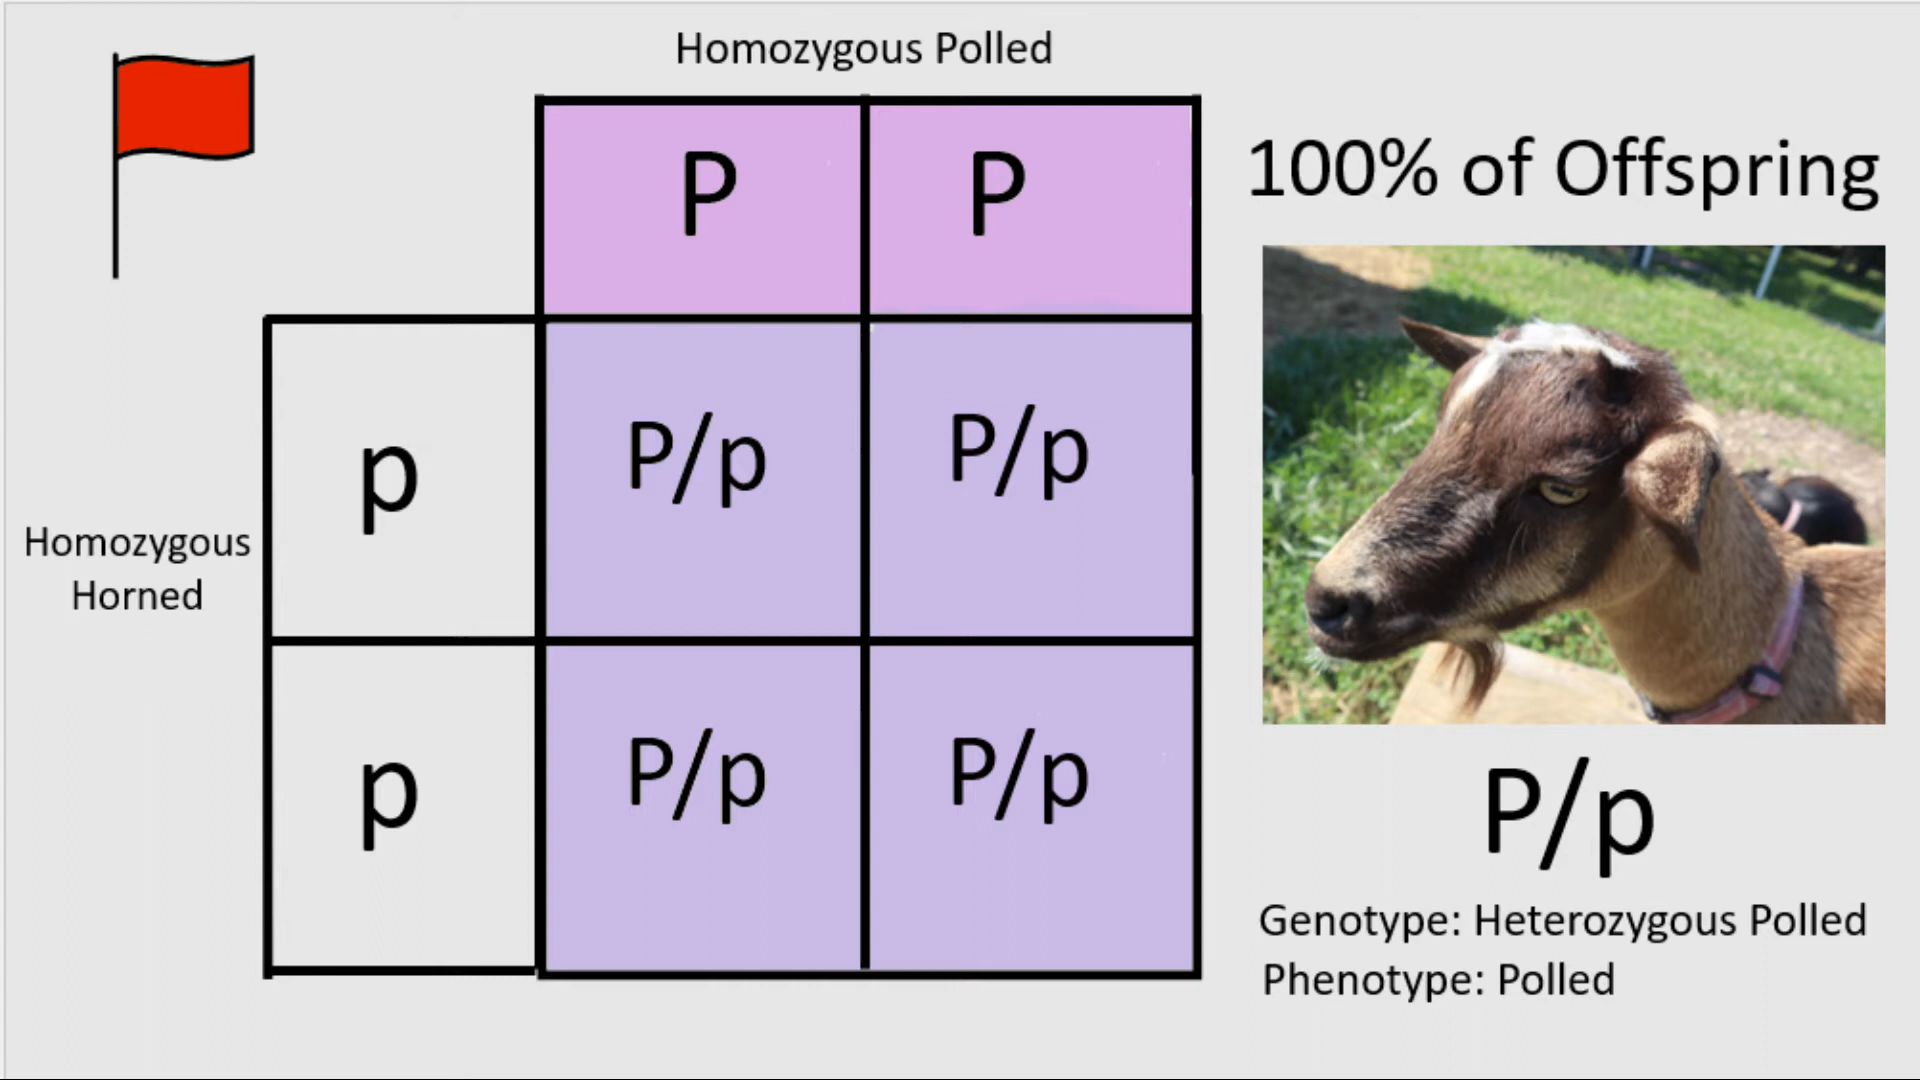 Homozygous Polled
P P
100% of Offspring
p P/p P/p
Homozygous
Horned
p P/p P/p
P/p
Genotype: Heterozygous Polled
Phenotype: Polled